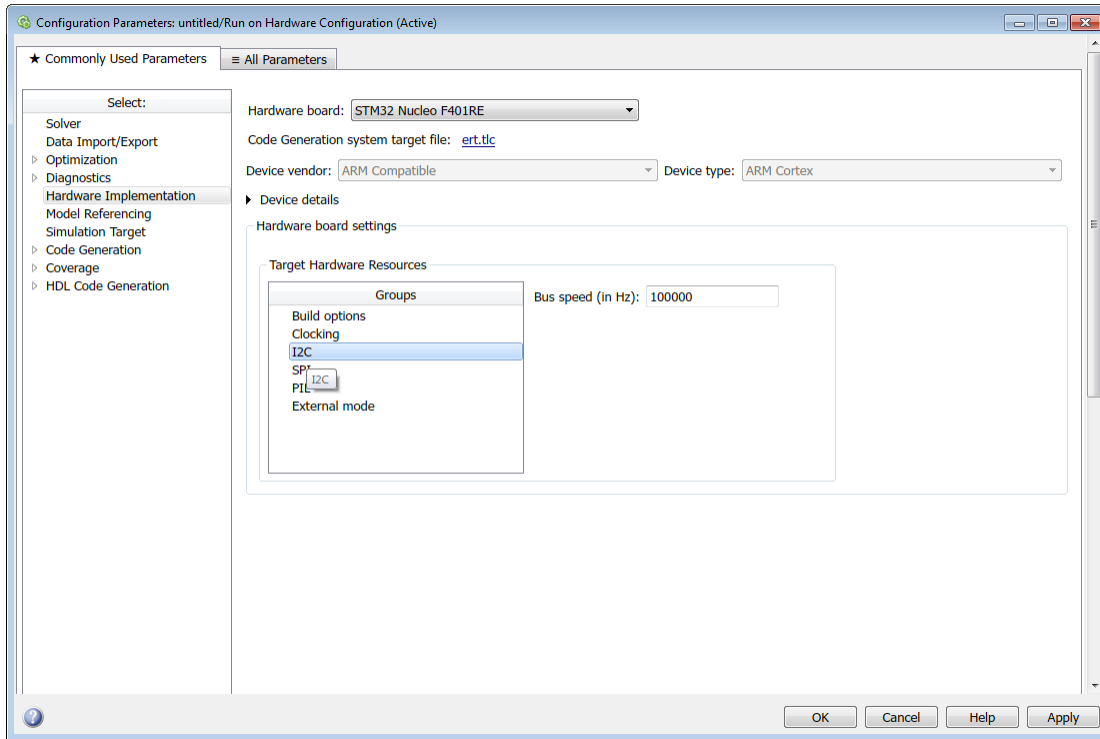 Configuration Parameters: untitled/Run on Hardware Configuration (Active)
★ Commonly Used Parameters
≡ All Parameters
Select:
Solver
Data Import/Export
Optimization
Diagnostics
Hardware Implementation
Model Referencing
Simulation Target
Code Generation
Coverage
HDL Code Generation
Hardware board: STM32 Nucleo F401RE
Code Generation system target file: ert.tlc
Device vendor: ARM Compatible Device type: ARM Cortex
Device details
Hardware board settings
Target Hardware Resources
Groups
Build options
Clocking
I2C
SPI
I2C
PIL
External mode
Bus speed (in Hz): 100000
OK Cancel Help Apply